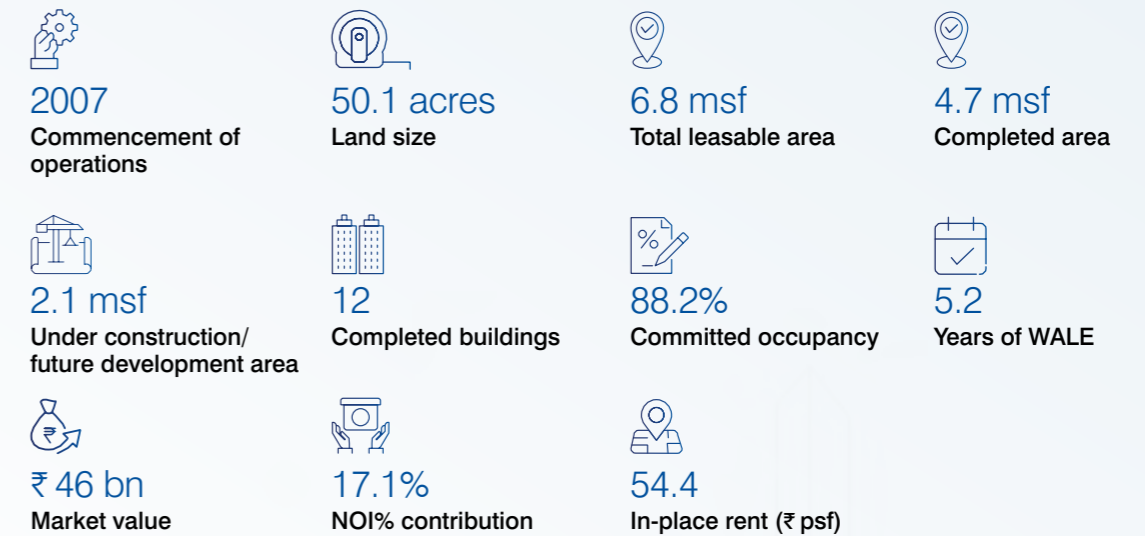 2007
Commencement of
operations
50.1 acres
Land size
6.8 msf
Total leasable area
4.7 msf
Completed area
2.1 msf
Under construction/
future development area
12
Completed buildings
%
88.2%
Committed occupancy
5.2
Years of WALE
₹
₹ 46 bn
Market value
17.1%
NOI% contribution
54.4
In-place rent (₹ psf)